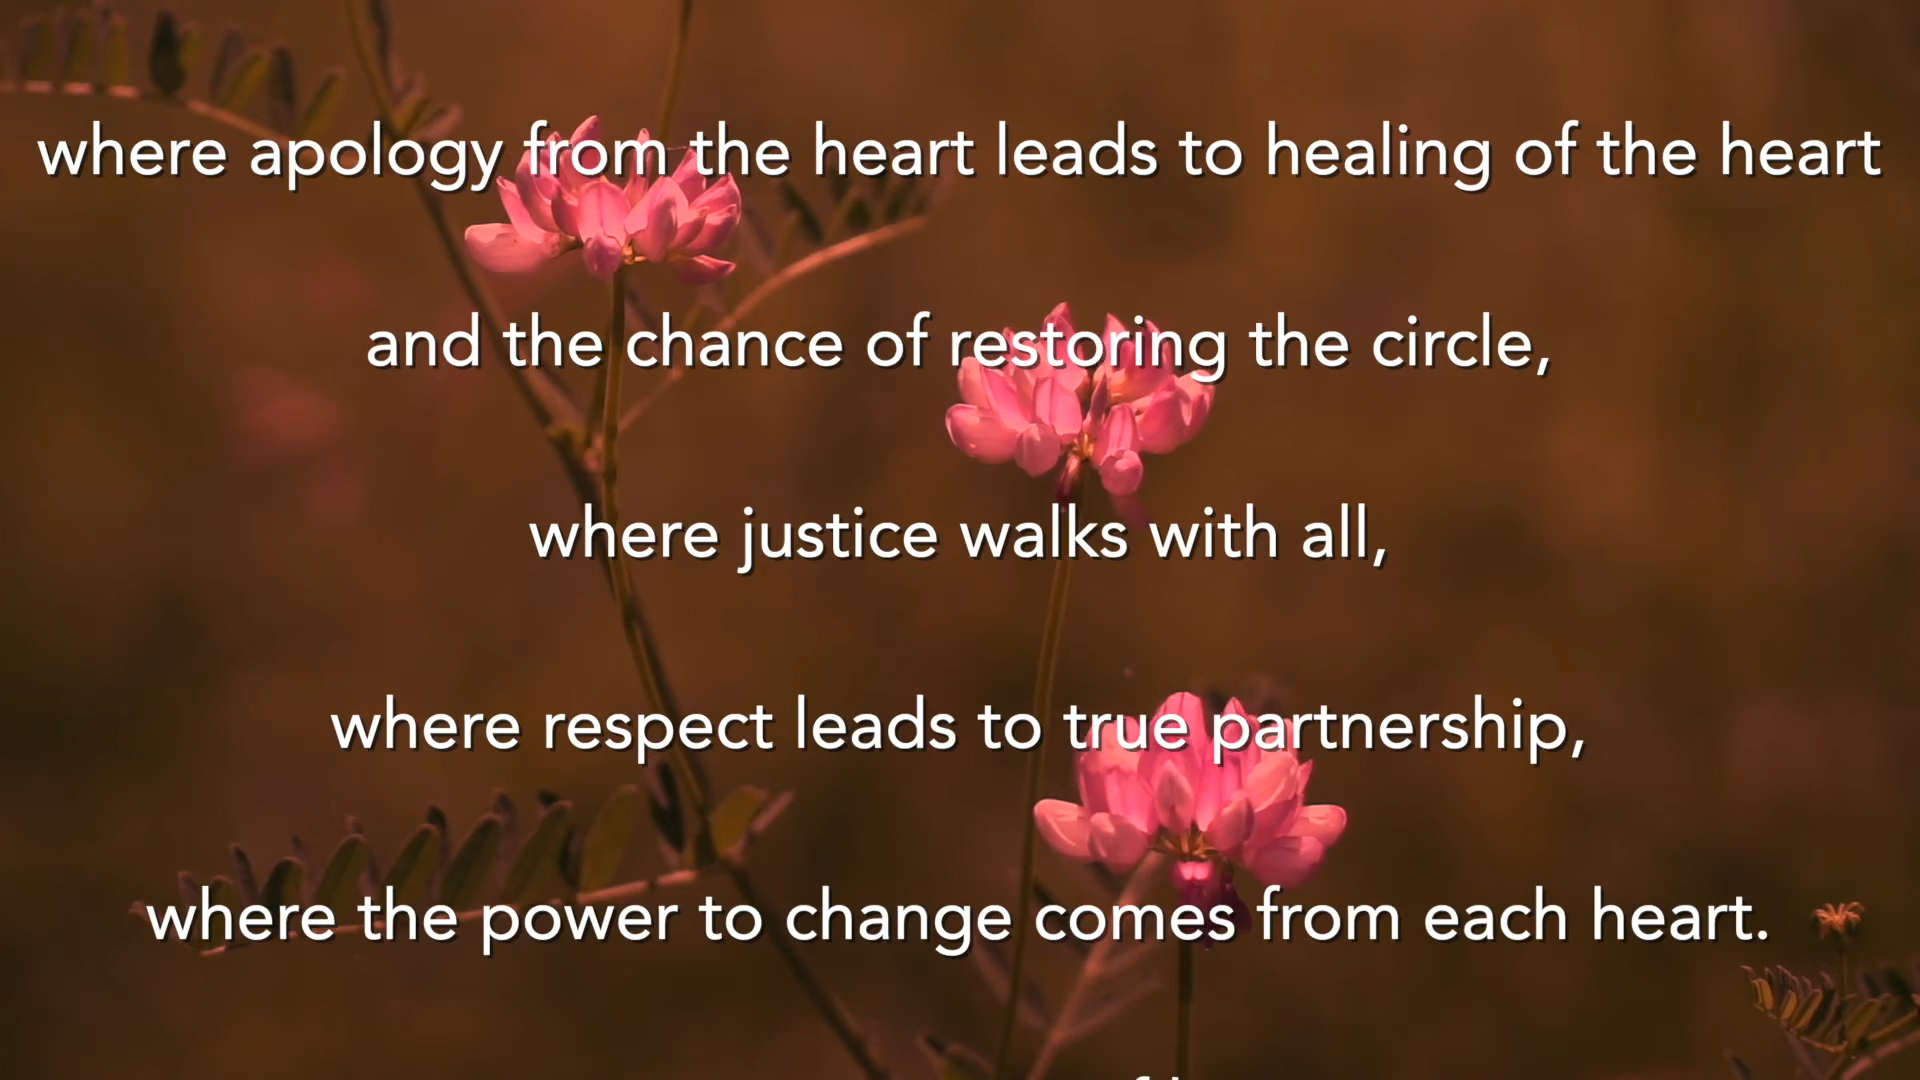 where apology from the heart leads to healing of the heart
and the chance of restoring the circle,
where justice walks with all,
where respect leads to true partnership,
where the power to change comes from each heart.